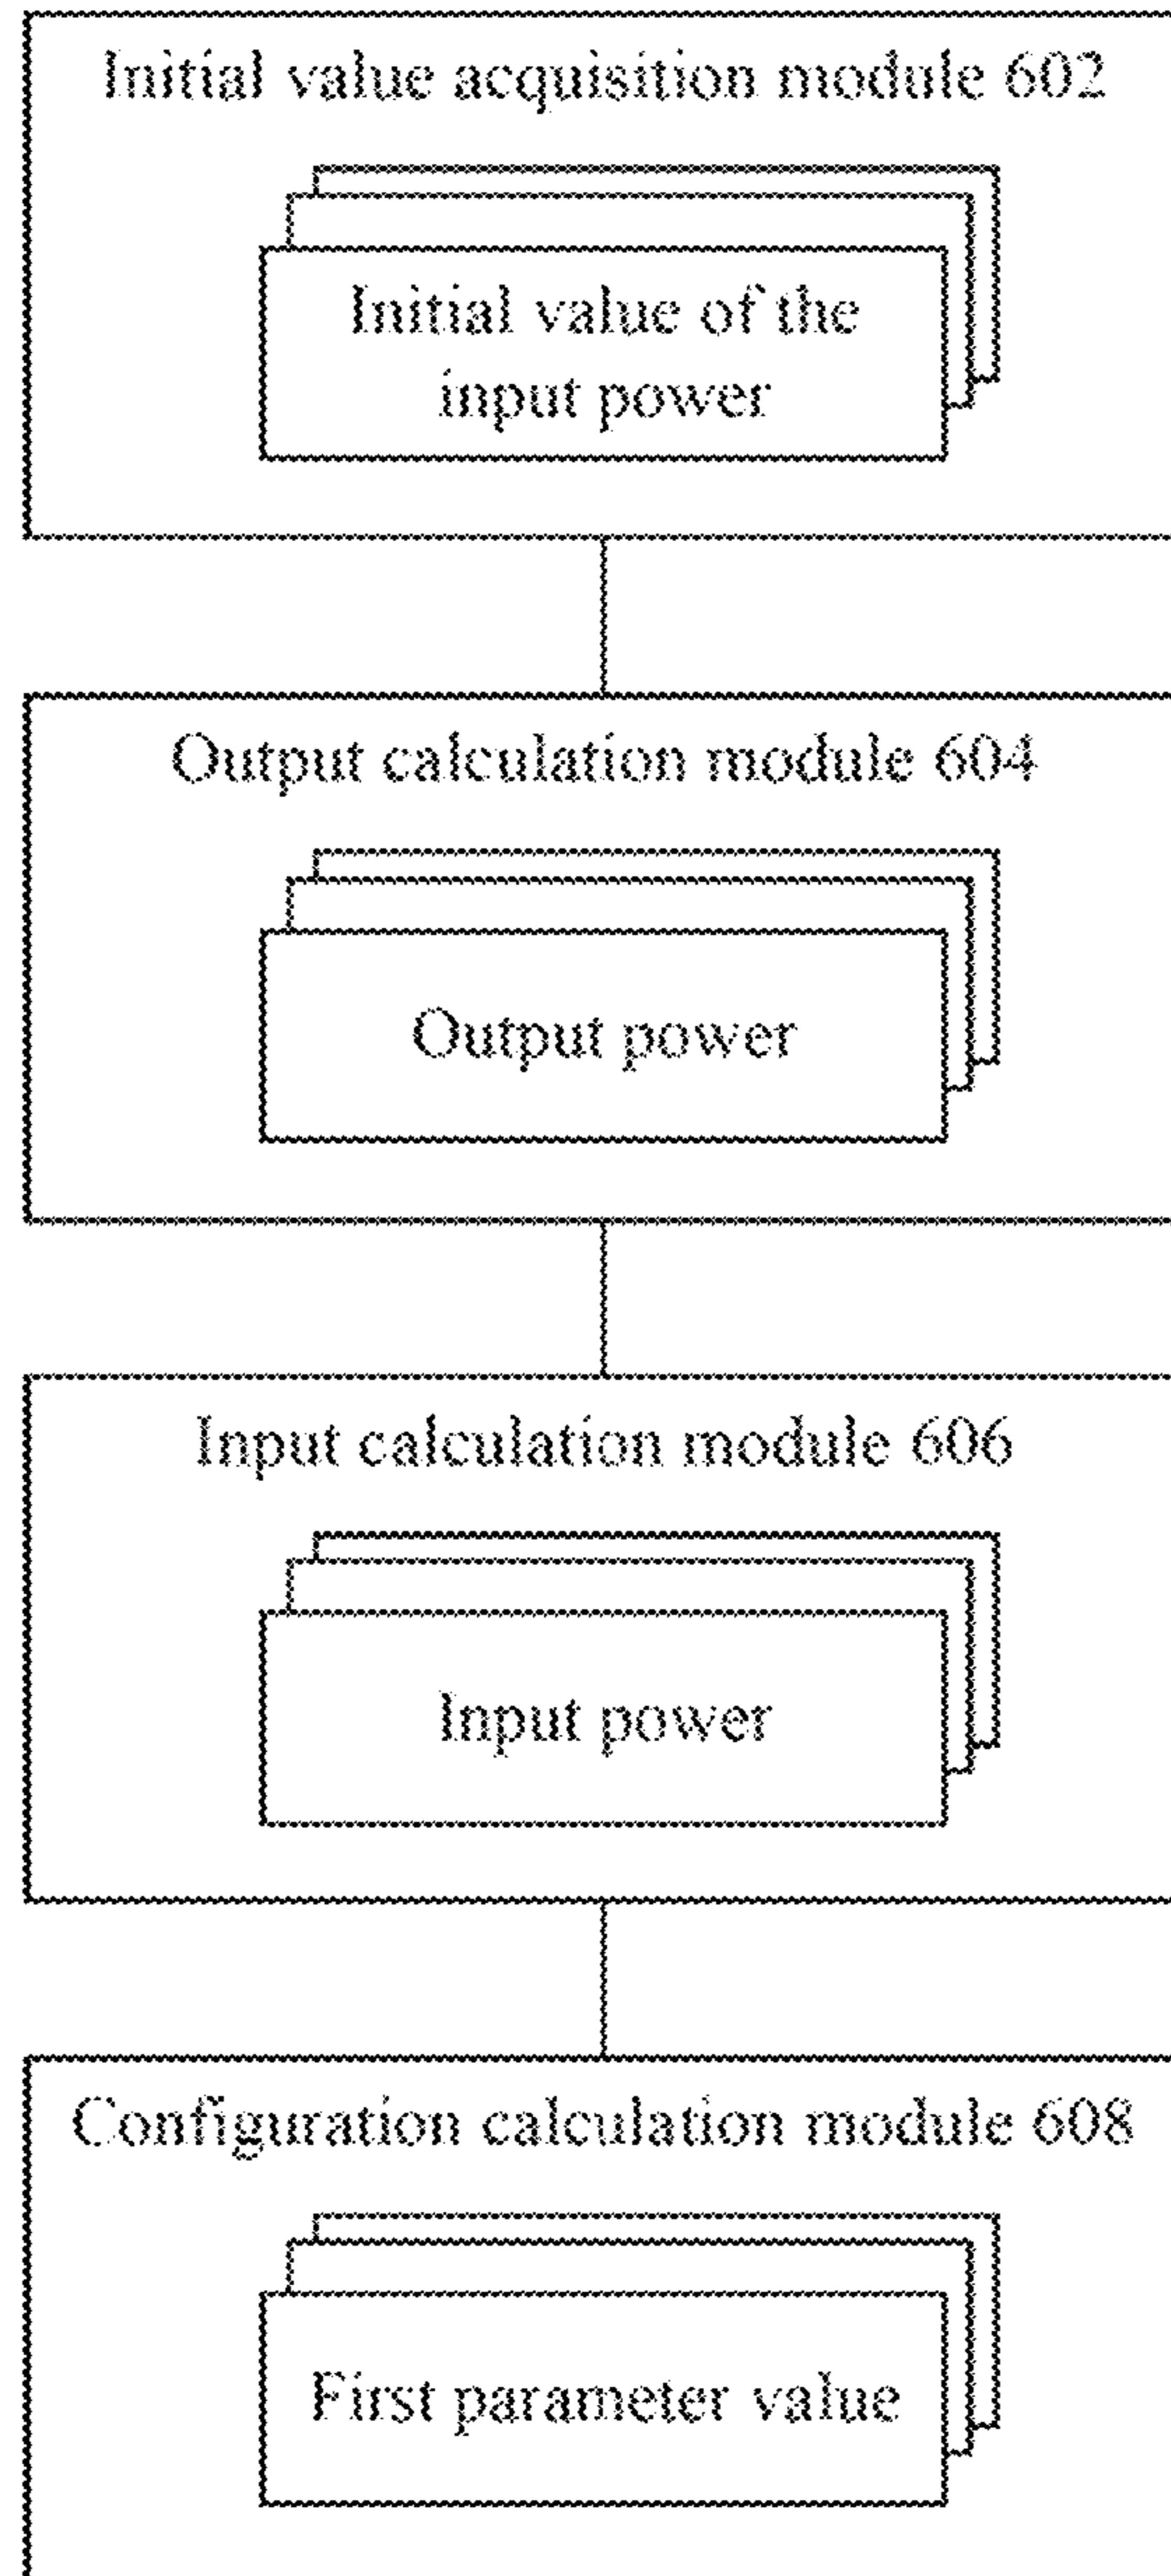 Initial value acquisition module 602
Initial value of the
input power
Output calculation module 604
Output power
Input calculation module 606
Input power
Configuration calculation module 608
First parameter value